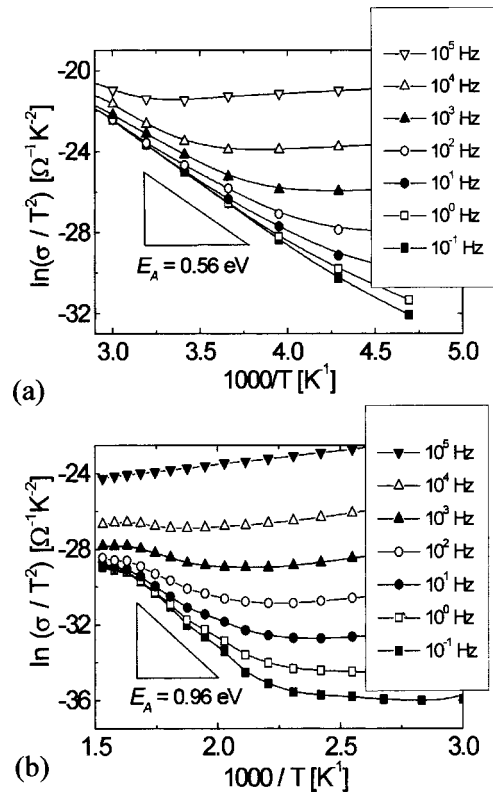 10⁵ Hz
10⁴ Hz
10³ Hz
10² Hz
10¹ Hz
10⁰ Hz
10⁻¹ Hz
ln(σ / T²) [Ω⁻¹K⁻²]
-20
-24
-28
-32
E_A = 0.56 eV
3.0 3.5 4.0 4.5 5.0
1000/T [K⁻¹]
(a)
10⁵ Hz
10⁴ Hz
10³ Hz
10² Hz
10¹ Hz
10⁰ Hz
10⁻¹ Hz
ln (σ / T²) [Ω⁻¹K⁻²]
-24
-28
-32
-36
E_A = 0.96 eV
1.5 2.0 2.5 3.0
1000 / T [K⁻¹]
(b)